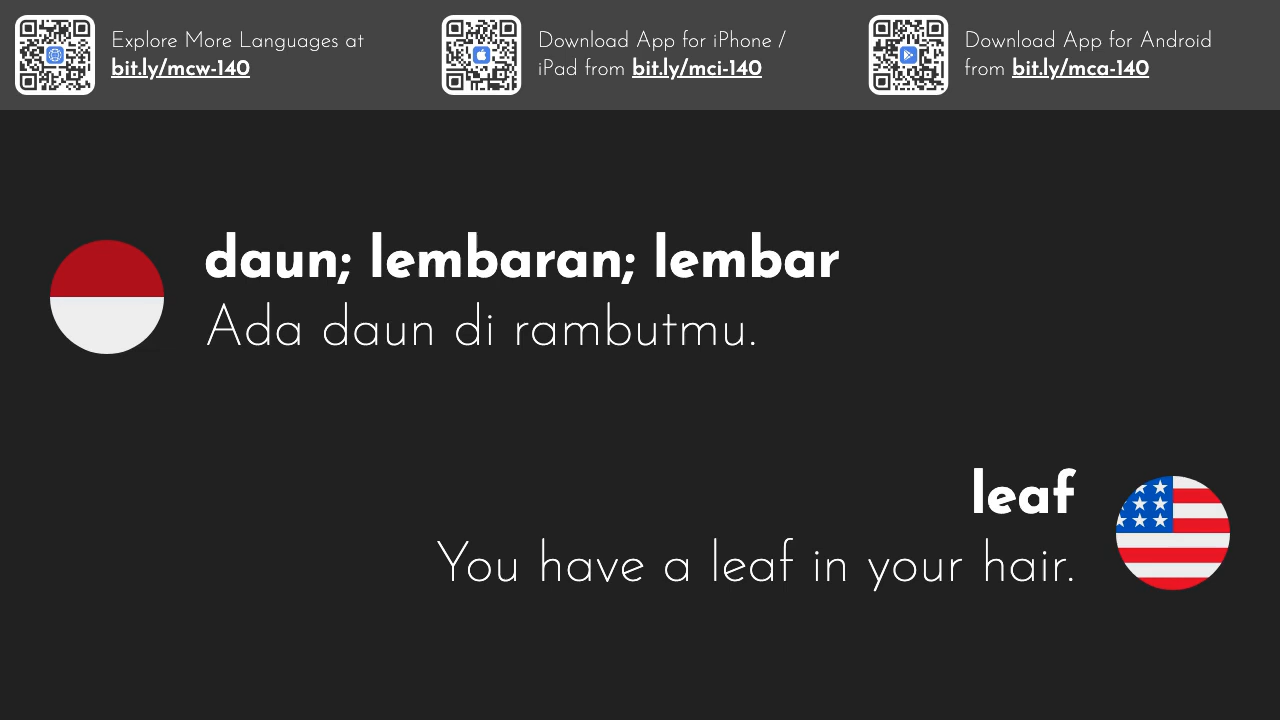 Explore More Languages at
bit.ly/mcw-140
Download App for iPhone /
iPad from bit.ly/mci-140
Download App for Android
from bit.ly/mca-140
daun; lembaran; lembar
Ada daun di rambutmu.
leaf
You have a leaf in your hair.